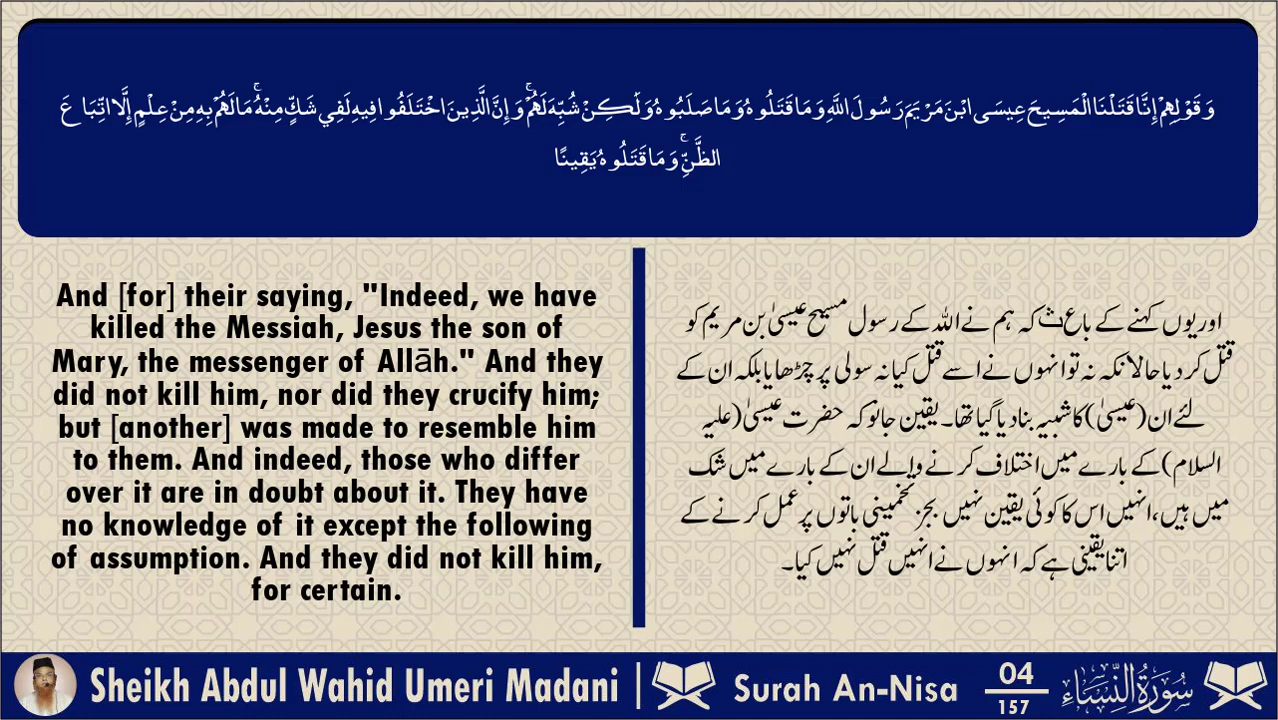 وَقَوْلِهِمْ إِنَّا قَتَلْنَا الْمَسِيحَ عِيسَى ابْنَ مَرْيَمَ رَسُولَ اللَّهِ وَمَا قَتَلُوهُ وَمَا صَلَبُوهُ وَلَٰكِنْ شُبِّهَ لَهُمْ ۚ وَإِنَّ الَّذِينَ اخْتَلَفُوا فِيهِ لَفِي شَكٍّ مِنْهُ ۚ مَا لَهُمْ بِهِ مِنْ عِلْمٍ إِلَّا اتِّبَاعَ
الظَّنِّ ۚ وَمَا قَتَلُوهُ يَقِينًا
And [for] their saying, "Indeed, we have
killed the Messiah, Jesus the son of
Mary, the messenger of Allāh." And they
did not kill him, nor did they crucify him;
but [another] was made to resemble him
to them. And indeed, those who differ
over it are in doubt about it. They have
no knowledge of it except the following
of assumption. And they did not kill him,
for certain.
اور یوں کہنے کے باعﺚ کہ ہم نے اللہ کے رسول مسیح عیسیٰ بن مریم کو
قتل کر دیا حالانکہ نہ تو انہوں نے اسے قتل کیا نہ سولی پر چڑھایا بلکہ ان کے
لئے ان (عیسیٰ) کا شبیہ بنا دیا گیا تھا۔ یقین جانو کہ حضرت عیسیٰ (علیہ
السلام) کے بارے میں اختلاف کرنے والے ان کے بارے میں شک
میں ہیں، انہیں اس کا کوئی یقین نہیں بجز تخمینی باتوں پر عمل کرنے کے
اتنا یقینی ہے کہ انہوں نے انہیں قتل نہیں کیا۔
Sheikh Abdul Wahid Umeri Madani | Surah An-Nisa
04
157
سُورَةُ النِّسَاءِ